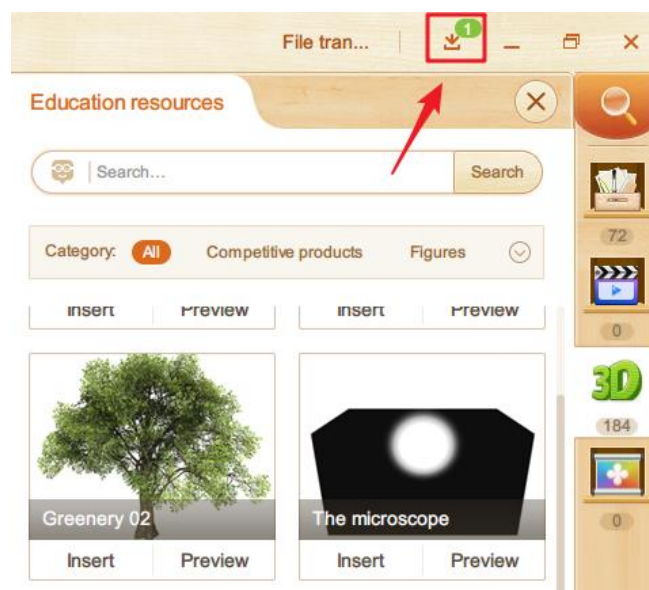 File tran...
1
Education resources
Search...
Search
Category:
All
Competitive products
Figures
72
Insert
Preview
Insert
Preview
0
3D
184
Greenery 02
The microscope
0
Insert
Preview
Insert
Preview